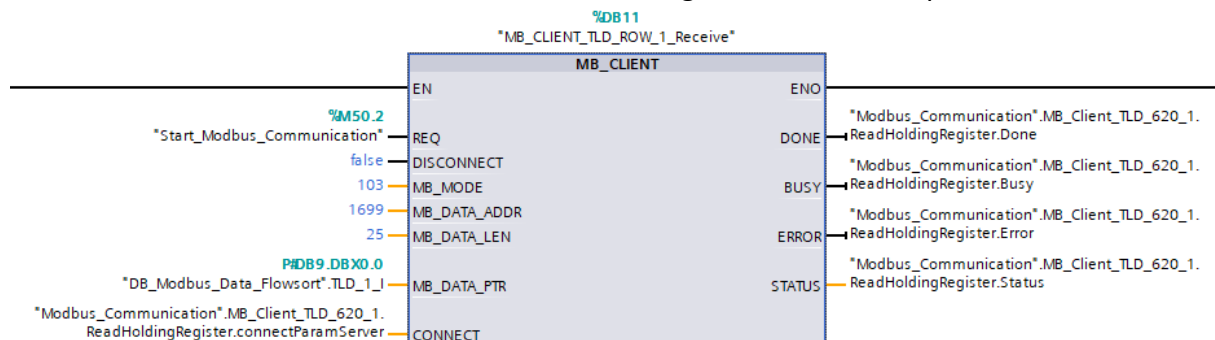 %DB11
"MB_CLIENT_TLD_ROW_1_Receive"
MB_CLIENT
EN
ENO
%M50.2
"Start_Modbus_Communication"
REQ
"Modbus_Communication".MB_Client_TLD_620_1.
ReadHoldingRegister.Done
DONE
false
DISCONNECT
103
MB_MODE
"Modbus_Communication".MB_Client_TLD_620_1.
ReadHoldingRegister.Busy
BUSY
1699
MB_DATA_ADDR
25
MB_DATA_LEN
"Modbus_Communication".MB_Client_TLD_620_1.
ReadHoldingRegister.Error
ERROR
P#DB9.DBX0.0
"DB_Modbus_Data_Flowsort".TLD_1_I
MB_DATA_PTR
"Modbus_Communication".MB_Client_TLD_620_1.
ReadHoldingRegister.Status
STATUS
"Modbus_Communication".MB_Client_TLD_620_1.
ReadHoldingRegister.connectParamServer
CONNECT